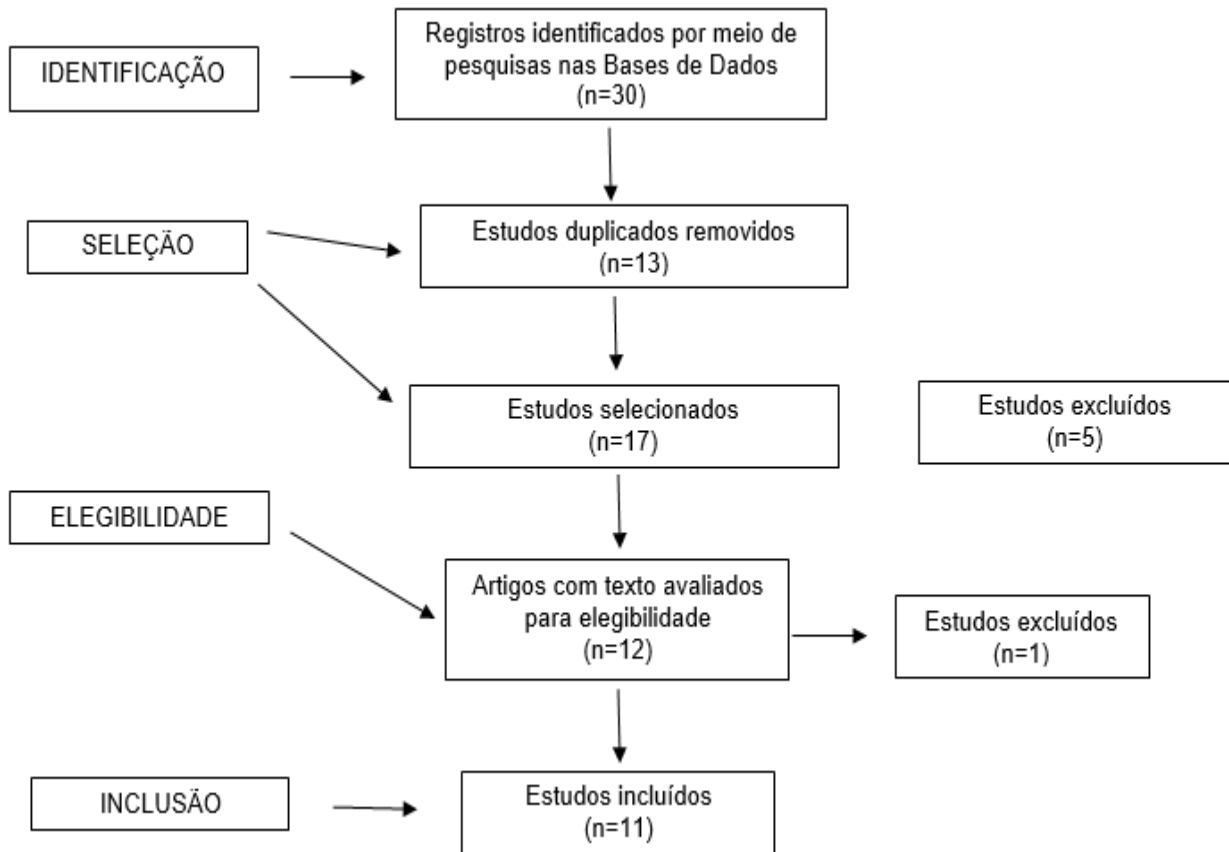 IDENTIFICAÇÃO
Registros identificados por meio de
pesquisas nas Bases de Dados
(n=30)
SELEÇÃO
Estudos duplicados removidos
(n=13)
Estudos selecionados
(n=17)
Estudos excluídos
(n=5)
ELEGIBILIDADE
Artigos com texto avaliados
para elegibilidade
(n=12)
Estudos excluídos
(n=1)
INCLUSÃO
Estudos incluídos
(n=11)